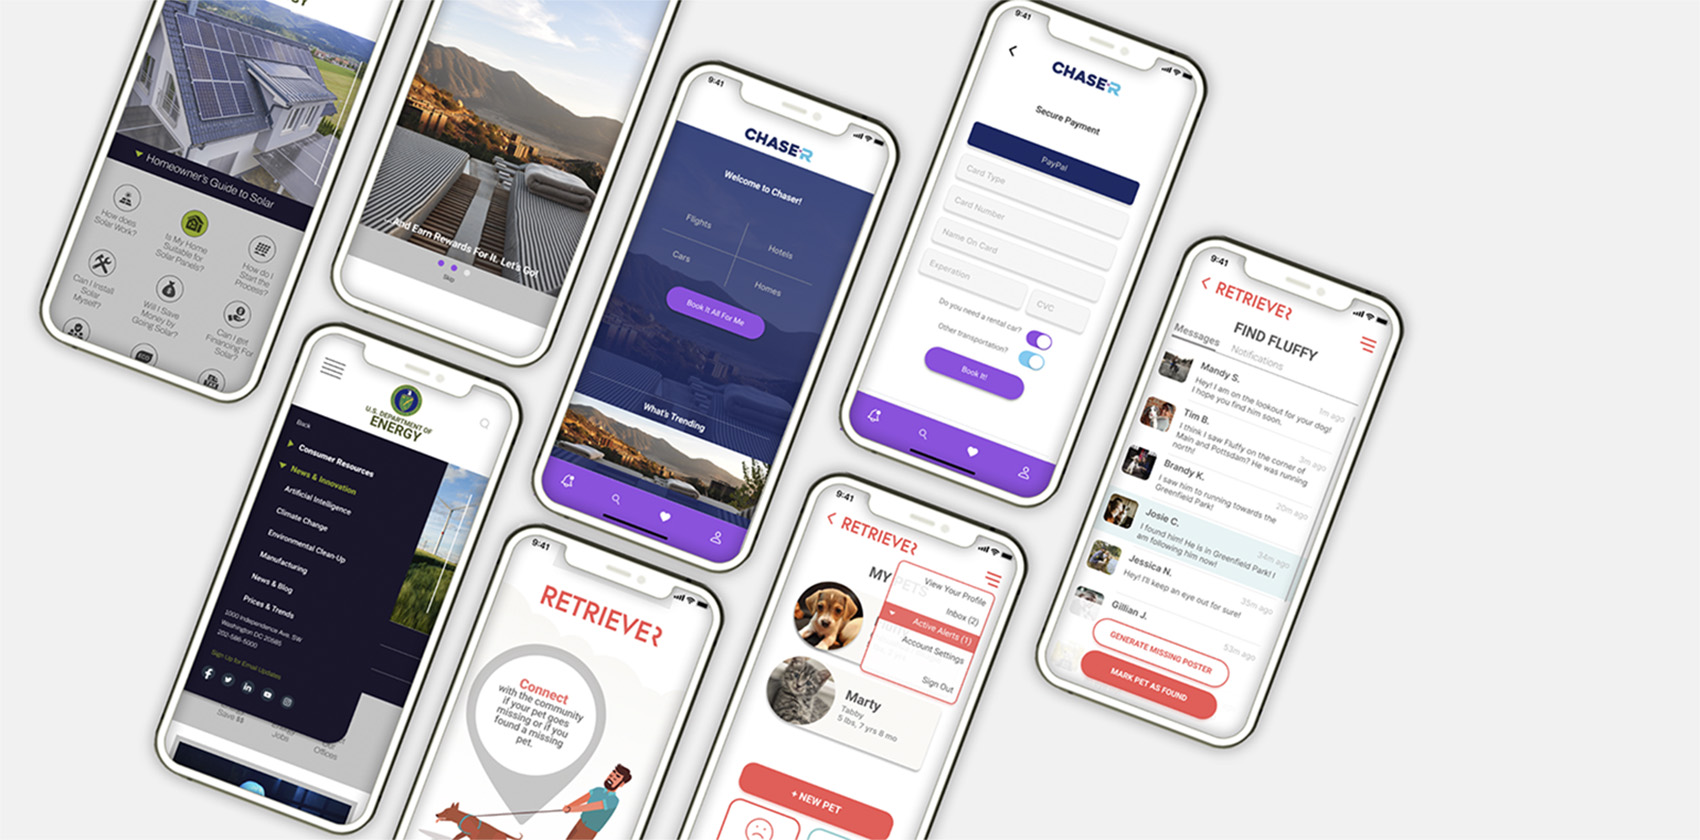 GY
Homeowner's Guide to Solar
How does
Solar Work?
Is My Home
Suitable for
Solar Panels?
How do I
Start the
Process?
Can I Install
Solar
Myself?
Will I Save
Money by
Going Solar?
Can I get
Financing For
Solar?
ECO
...And Earn Rewards For It. Let's Go!
Skip
9:41
CHASER
Welcome to Chaser!
Flights
Hotels
Cars
Homes
Book It All For Me
What's Trending
9:41
CHASER
Secure Payment
PayPal
Card Type
Card Number
Name On Card
Experation
CVC
Do you need a rental car?
Other transportation?
Book It!
9:41
RETRIEVER
FIND FLUFFY
Messages
Notifications
Mandy S.
Hey! I am on the lookout for your dog!
I hope you find him soon.
1m ago
Tim B.
I think I saw Fluffy on the corner of
Main and Pottsdam? He was running
north!
3m ago
Brandy K.
I saw him to running towards the
Greenfield Park!
20m ago
Josie C.
I found him! He is in Greenfield Park! I
am following him now!
34m ago
Jessica N.
Hey! I'll keep an eye out for sure!
35m ago
Gillian J.
53m ago
GENERATE MISSING POSTER
MARK PET AS FOUND
U.S. DEPARTMENT OF
ENERGY
Back
Consumer Resources
News & Innovation
Artificial Intelligence
Climate Change
Environmental Clean-Up
Manufacturing
News & Blog
Prices & Trends
1000 Independence Ave. SW
Washington DC 20585
202-586-5000
Sign Up for Email Updates
Save $$
Jobs
Our
Offices
9:41
RETRIEVER
Connect
with the community
if your pet goes
missing or if you
found a missing
pet.
9:41
RETRIEVER
MY PETS
View Your Profile
Inbox (2)
Active Alerts (1)
Account Settings
Sign Out
Marty
Tabby
5 lbs, 7 yrs 8 mo
+ NEW PET